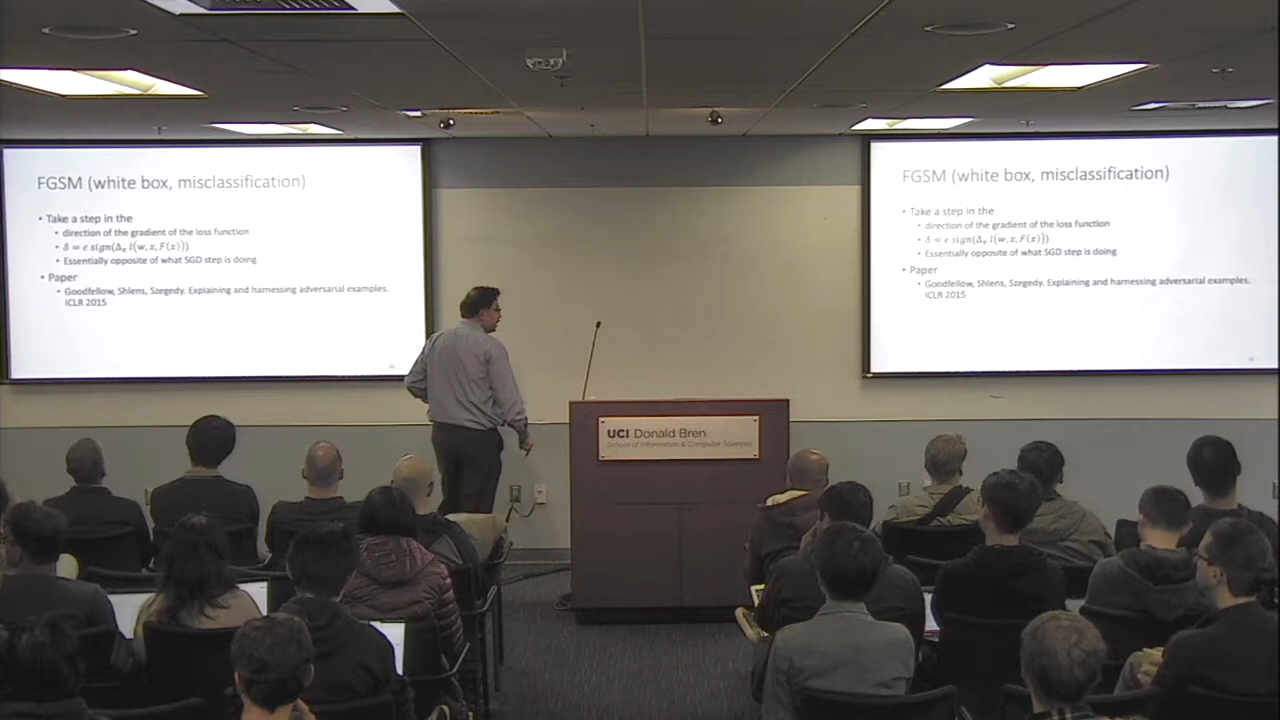 FGSM (white box, misclassification)
• Take a step in the
• direction of the gradient of the loss function
• δ = ϵ sign(Δₓ l(w, x, F(x)))
• Essentially opposite of what SGD step is doing
• Paper
• Goodfellow, Shlens, Szegedy. Explaining and harnessing adversarial examples.
ICLR 2015
FGSM (white box, misclassification)
• Take a step in the
• direction of the gradient of the loss function
• δ = ϵ sign(Δₓ l(w, x, F(x)))
• Essentially opposite of what SGD step is doing
• Paper
• Goodfellow, Shlens, Szegedy. Explaining and harnessing adversarial examples.
ICLR 2015
UCI Donald Bren
School of Information & Computer Sciences